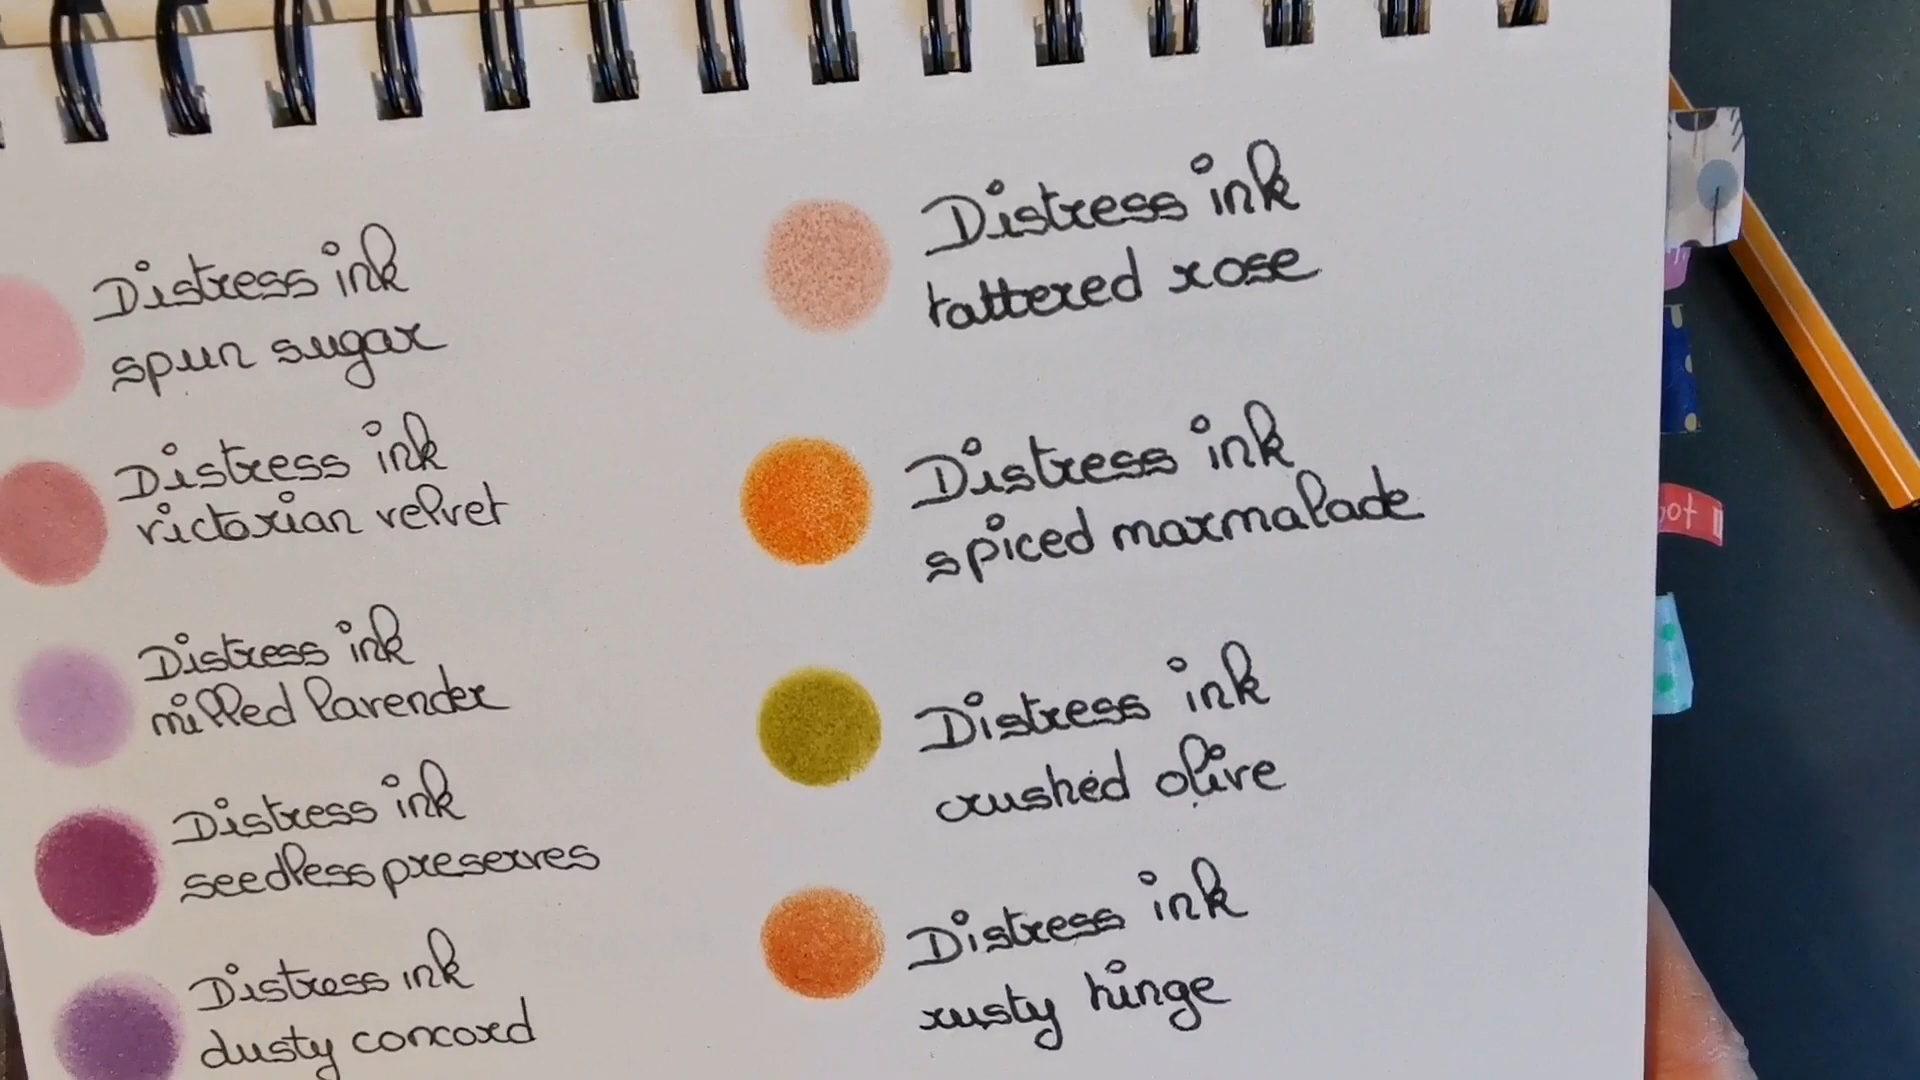 Distress ink
spun sugar
Distress ink
victorian velvet
Distress ink
milled lavender
Distress ink
seedless preserves
Distress ink
dusty concord
Distress ink
tattered rose
Distress ink
spiced marmalade
Distress ink
crushed olive
Distress ink
rusty hinge